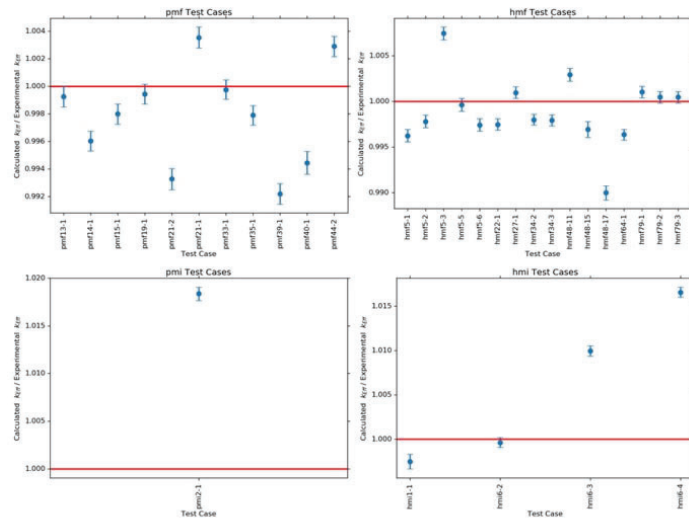 pmf Test Cases
Calculated k_Eff / Experimental k_Eff
1.004
1.002
1.000
0.998
0.996
0.994
0.992
pmf13-1
pmf14-1
pmf15-1
pmf19-1
pmf21-2
pmf21-1
pmf33-1
pmf35-1
pmf39-1
pmf40-1
pmf44-2
Test Case
hmf Test Cases
Calculated k_Eff / Experimental k_Eff
1.005
1.000
0.995
0.990
hmf5-1
hmf5-2
hmf5-3
hmf5-5
hmf5-6
hmf22-1
hmf27-1
hmf34-2
hmf34-3
hmf48-11
hmf48-15
hmf48-17
hmf64-1
hmf79-1
hmf79-2
hmf79-3
Test Case
pmi Test Cases
Calculated k_Eff / Experimental k_Eff
1.020
1.015
1.010
1.005
1.000
pmi2-1
Test Case
hmi Test Cases
Calculated k_Eff / Experimental k_Eff
1.015
1.010
1.005
1.000
hmi1-1
hmi6-2
hmi6-3
hmi6-4
Test Case